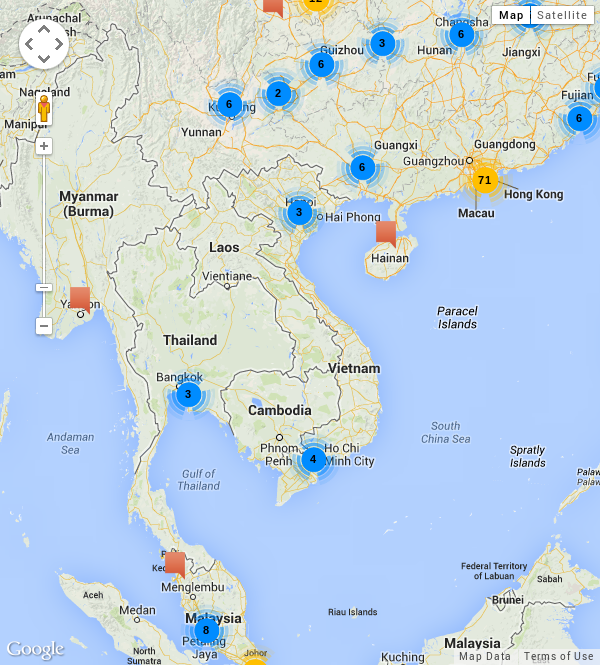 12
Map
Satellite
Arunachal
esh
Changsha
6
3
Guizhou
Hunan
Jiangxi
6
Nagaland
6
2
Fujian
6
Manipur
Yunnan
Guangxi
Guangdong
Guangzhou
6
71
Hong Kong
Macau
Myanmar
(Burma)
Hanoi
3
Hai Phong
Laos
Hainan
Vientiane
Paracel
Islands
Thailand
Bangkok
3
Vietnam
Cambodia
Phnom
Penh
4
Ho Chi
Minh City
Andaman
Sea
Gulf of
Thailand
South
China Sea
Spratly
Islands
Palaw
Palaw
Federal Territory
of Labuan
Sabah
Menglembu
Aceh
Medan
Malaysia
8
Petaling
Jaya
Riau Islands
Brunei
North
Sumatra
Johor
Kuching
Malaysia
Google
Map Data
Terms of Use